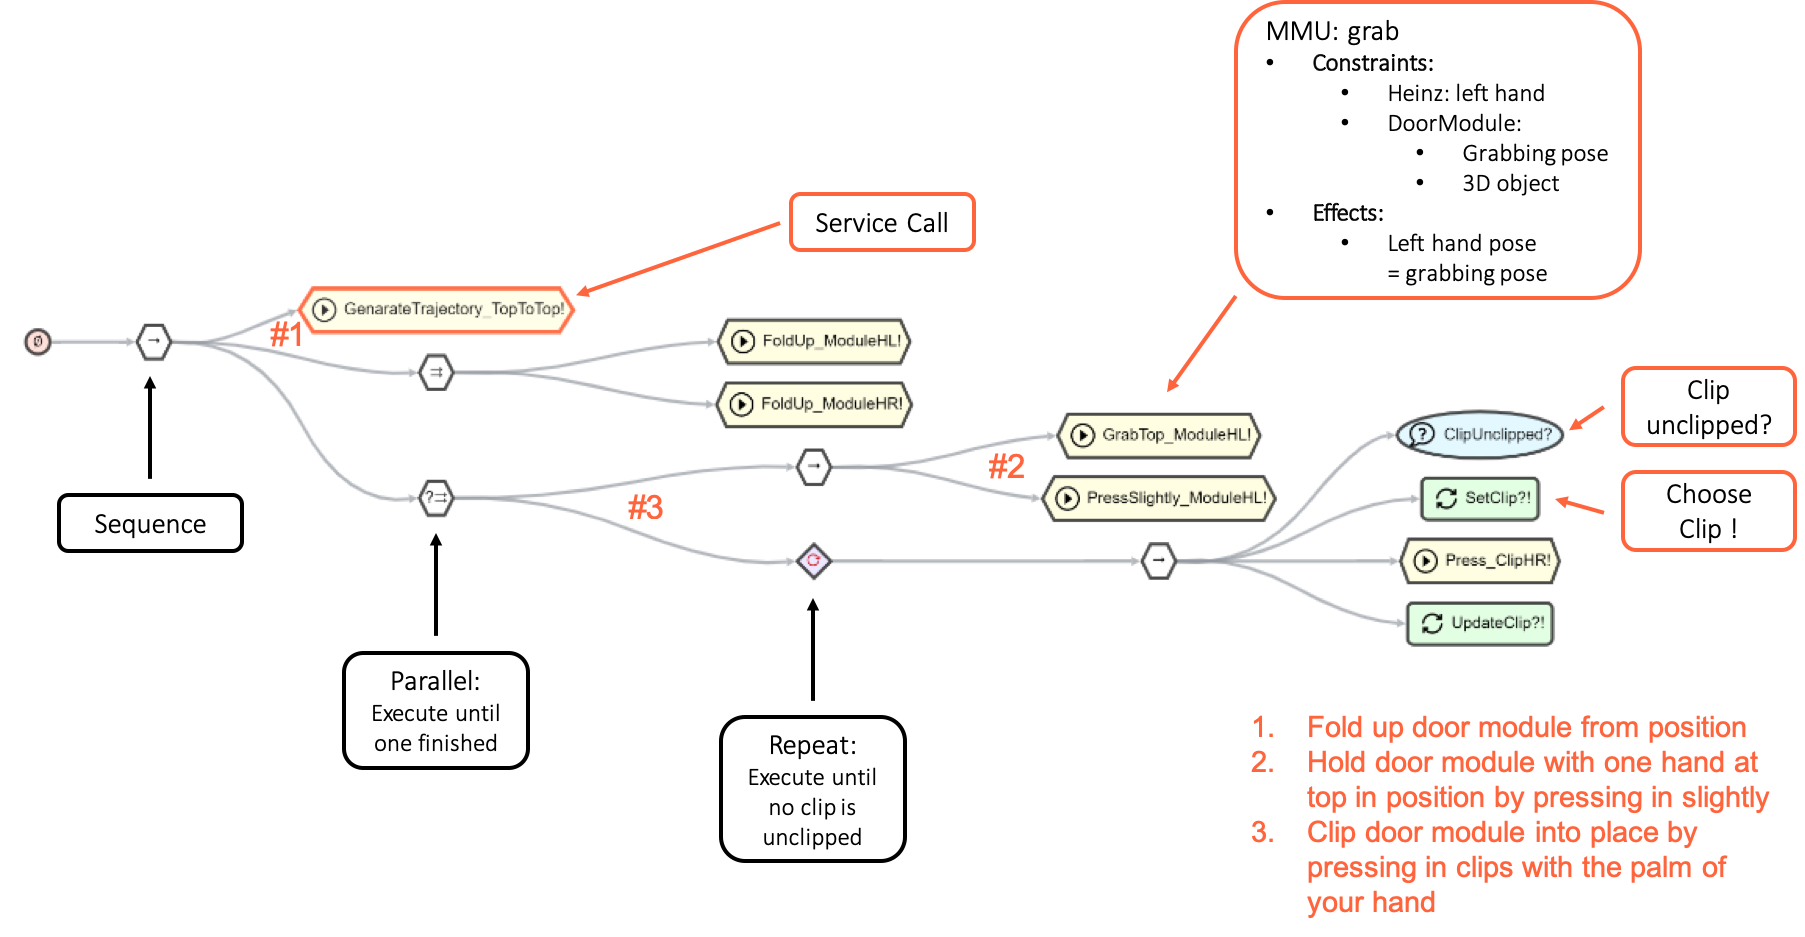 MMU: grab
• Constraints:
• Heinz: left hand
• DoorModule:
• Grabbing pose
• 3D object
• Effects:
• Left hand pose
= grabbing pose
Service Call
GenarateTrajectory_TopToTop!
#1
FoldUp_ModuleHL!
FoldUp_ModuleHR!
Clip
unclipped?
GrabTop_ModuleHL!
ClipUnclipped?
#2
PressSlightly_ModuleHL!
SetClip?!
Choose
Clip !
#3
Sequence
Press_ClipHR!
UpdateClip?!
Parallel:
Execute until
one finished
Repeat:
Execute until
no clip is
unclipped
1. Fold up door module from position
2. Hold door module with one hand at
top in position by pressing in slightly
3. Clip door module into place by
pressing in clips with the palm of
your hand